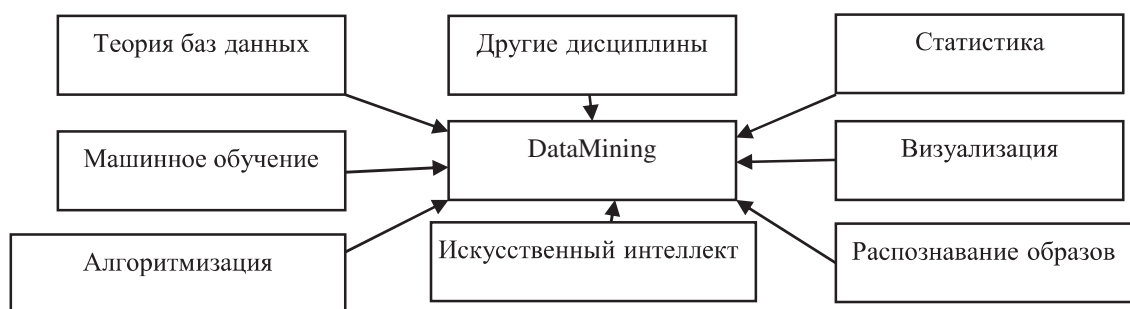 Теория баз данных
Другие дисциплины
Статистика
Машинное обучение
DataMining
Визуализация
Алгоритмизация
Искусственный интеллект
Распознавание образов